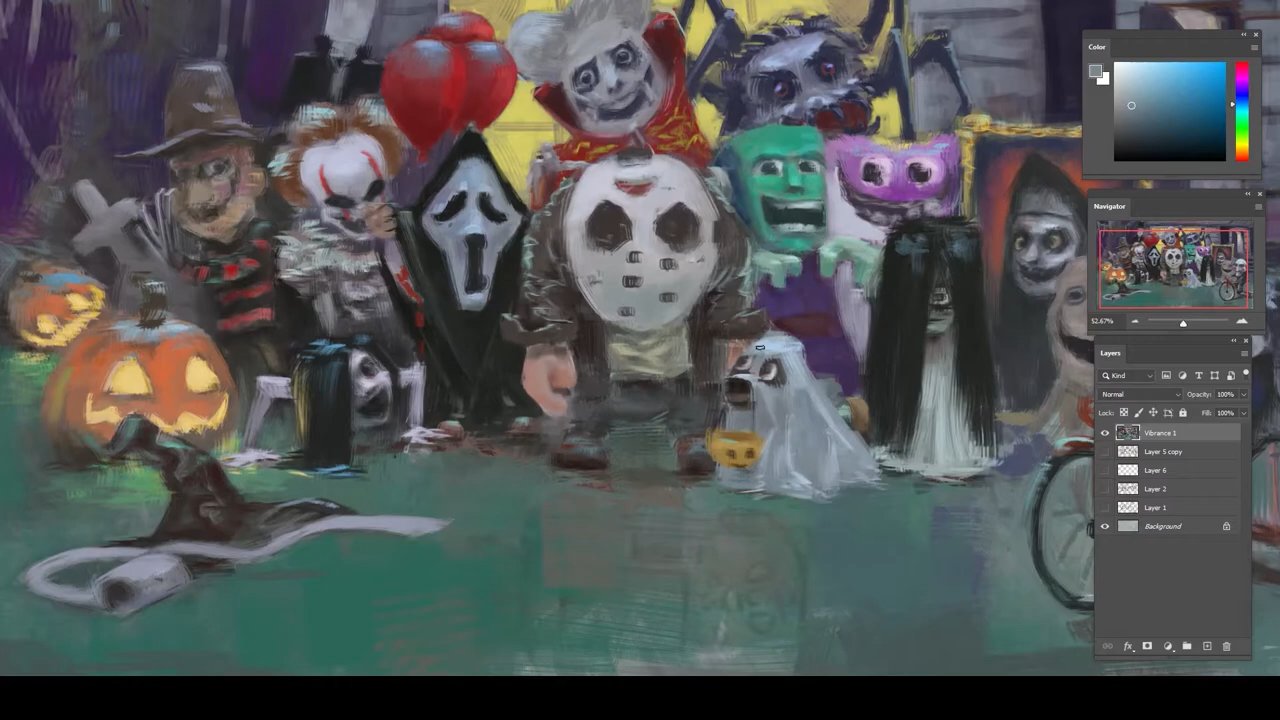 Color
Navigator
52.67%
Layers
Kind
Normal
Opacity: 100%
Lock:
Fill: 100%
Vibrance 1
Layer 5 copy
Layer 6
Layer 2
Layer 1
Background
fx